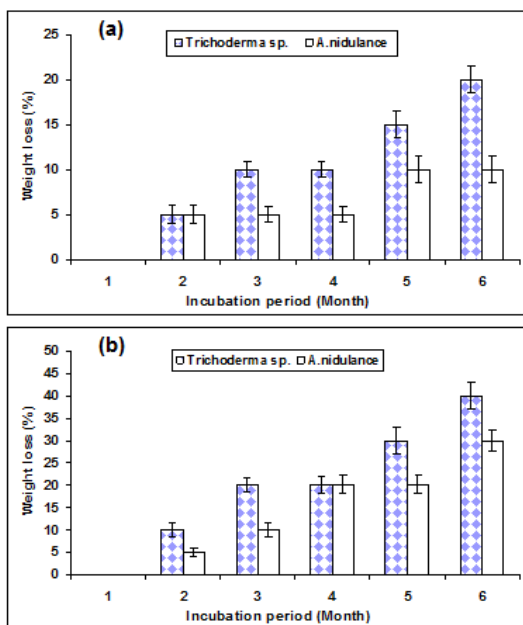 (a)
Trichoderma sp. A.nidulance
25
20
15
10
5
0
Weight loss (%)
1 2 3 4 5 6
Incubation period (Month)
(b)
Trichoderma sp. A.nidulance
50
45
40
35
30
25
20
15
10
5
0
Weight loss (%)
1 2 3 4 5 6
Incubation period (Month)